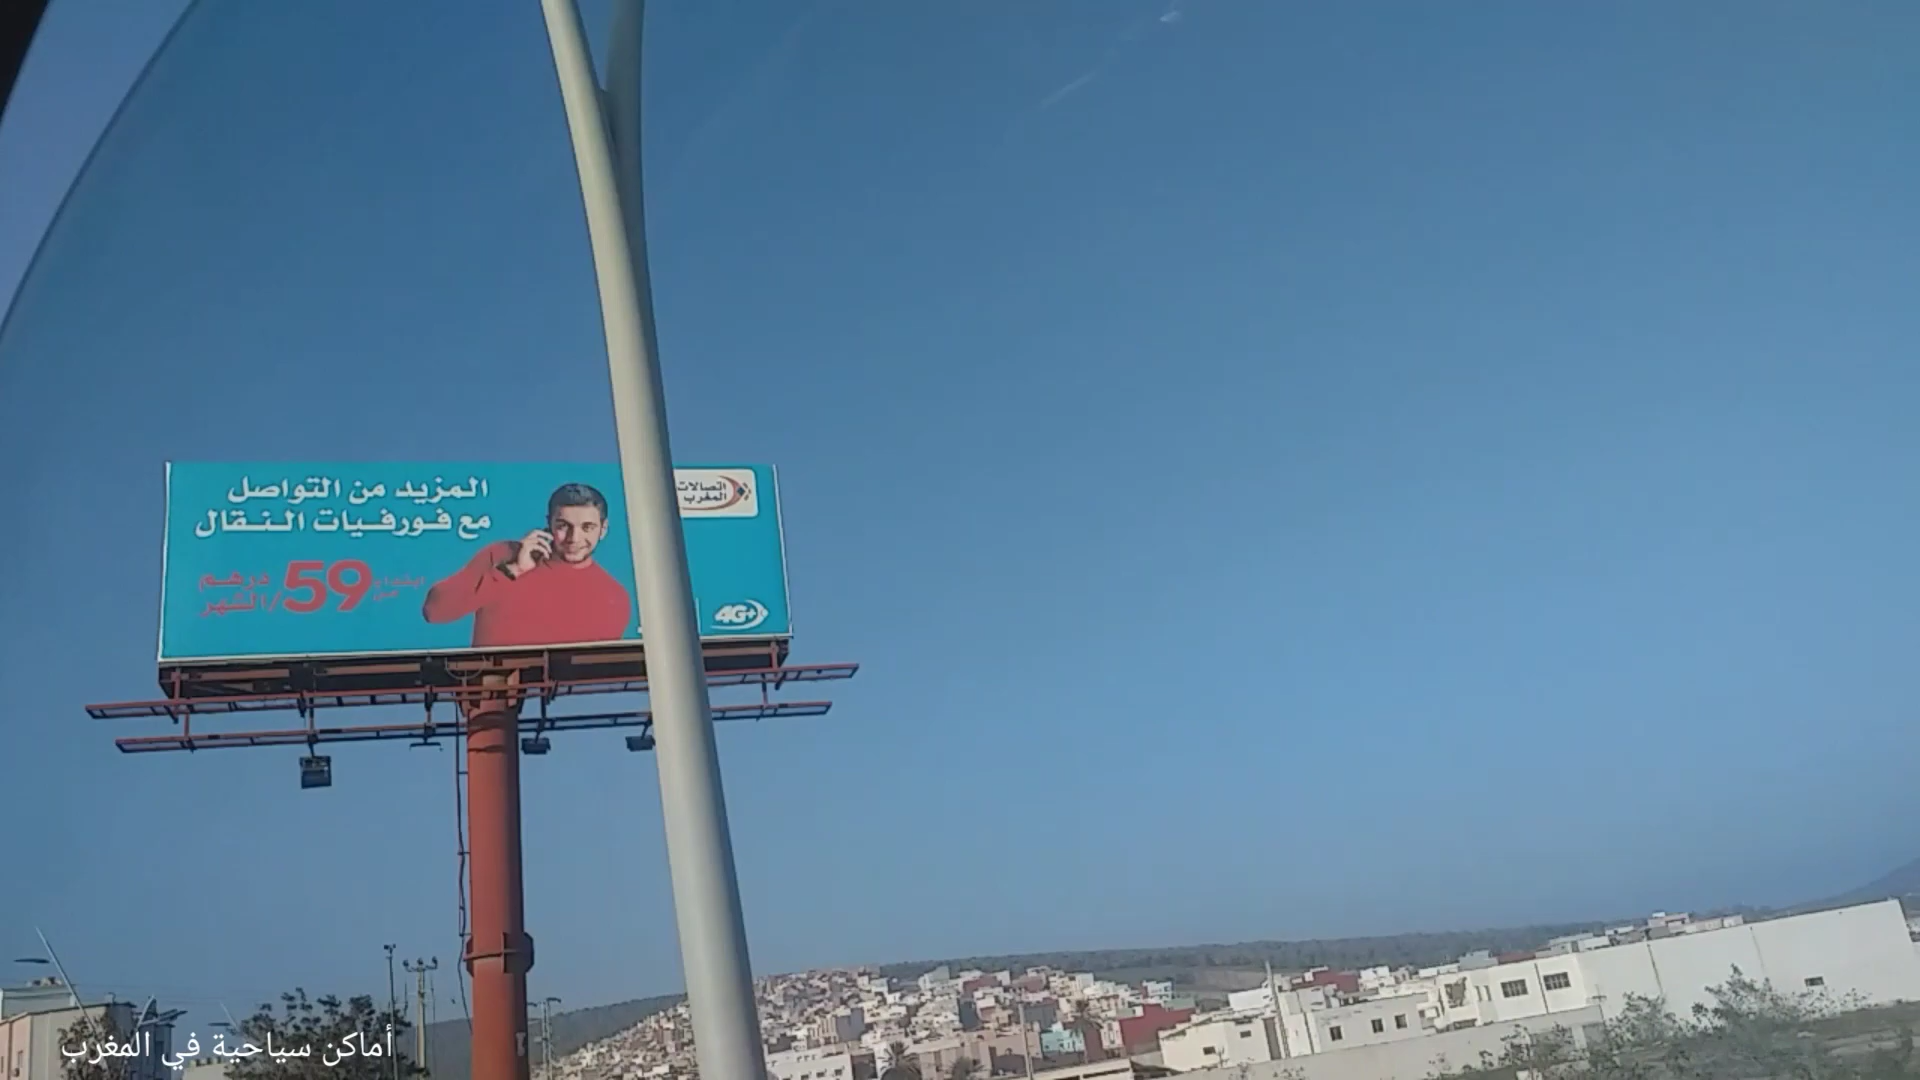 المزيد من التواصل
مع فورفيات النقال
ابتداء من
59 درهم
/الشهر
اتصالات
المغرب
4G+
أماكن سياحية في المغرب